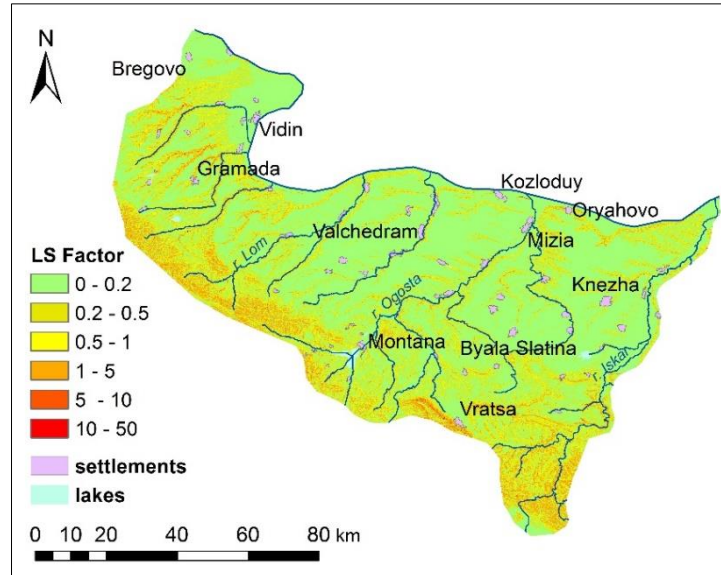 N
Bregovo
Vidin
Gramada
Kozloduy
Oryahovo
Valchedram
Mizia
r. Lom
Knezha
Ogosta
Montana
Byala Slatina
r. Iskar
Vratsa
LS Factor
0 - 0.2
0.2 - 0.5
0.5 - 1
1 - 5
5 - 10
10 - 50
settlements
lakes
0 10 20 40 60 80 km